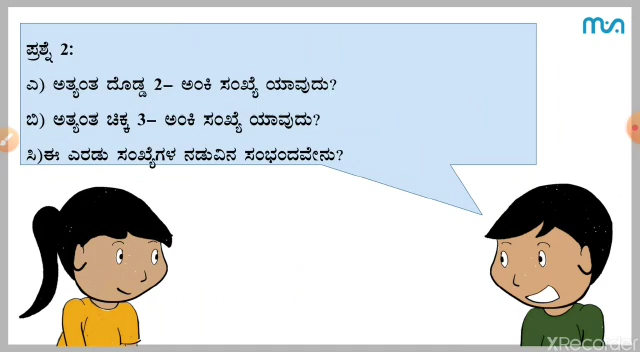 ಪ್ರಶ್ನೆ 2:
ಎ) ಅತ್ಯಂತ ದೊಡ್ಡ 2– ಅಂಕಿ ಸಂಖ್ಯೆ ಯಾವುದು?
ಬಿ) ಅತ್ಯಂತ ಚಿಕ್ಕ 3– ಅಂಕಿ ಸಂಖ್ಯೆ ಯಾವುದು?
ಸಿ)ಈ ಎರಡು ಸಂಖ್ಯೆಗಳ ನಡುವಿನ ಸಂಭಂದವೇನು?
XRecorder